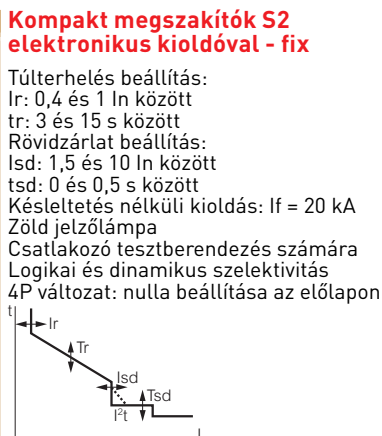 Kompakt megszakítók S2
elektronikus kioldóval - fix
Túlterhelés beállítás:
Ir: 0,4 és 1 In között
tr: 3 és 15 s között
Rövidzárlat beállítás:
Isd: 1,5 és 10 In között
tsd: 0 és 0,5 s között
Késleltetés nélküli kioldás: If = 20 kA
Zöld jelzőlámpa
Csatlakozó tesztberendezés számára
Logikai és dinamikus szelektivitás
4P változat: nulla beállítása az előlapon
t
Ir
Tr
Isd
Tsd
I²t